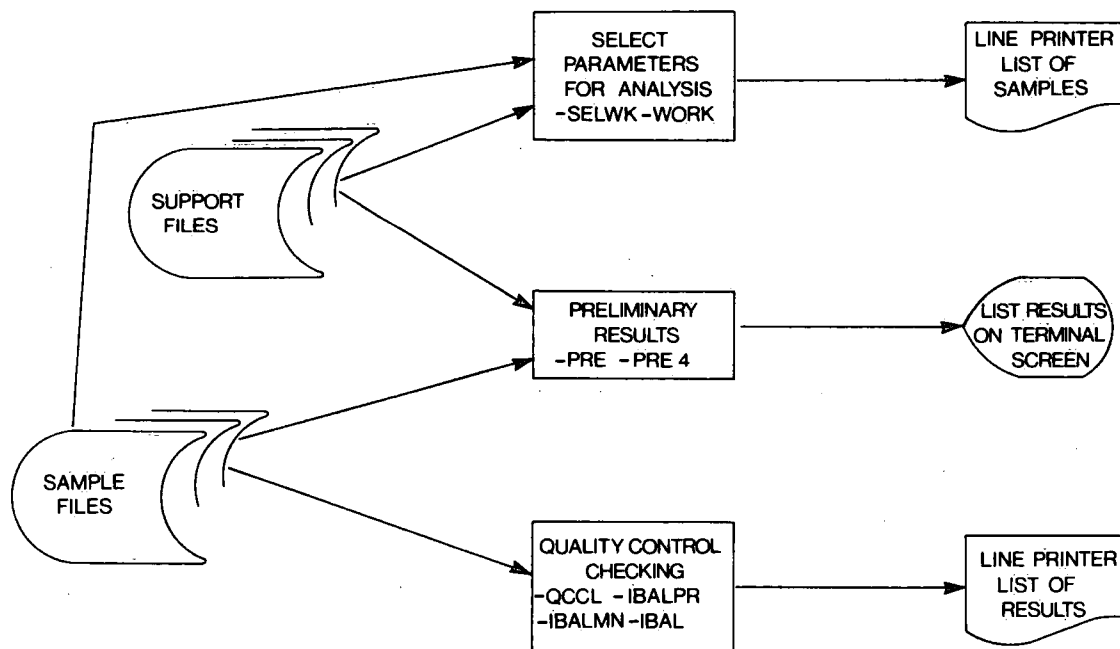 SELECT
PARAMETERS
FOR ANALYSIS
-SELWK -WORK
LINE PRINTER
LIST OF
SAMPLES
SUPPORT
FILES
PRELIMINARY
RESULTS
-PRE -PRE 4
LIST RESULTS
ON TERMINAL
SCREEN
SAMPLE
FILES
QUALITY CONTROL
CHECKING
-QCCL -IBALPR
-IBALMN -IBAL
LINE PRINTER
LIST OF
RESULTS